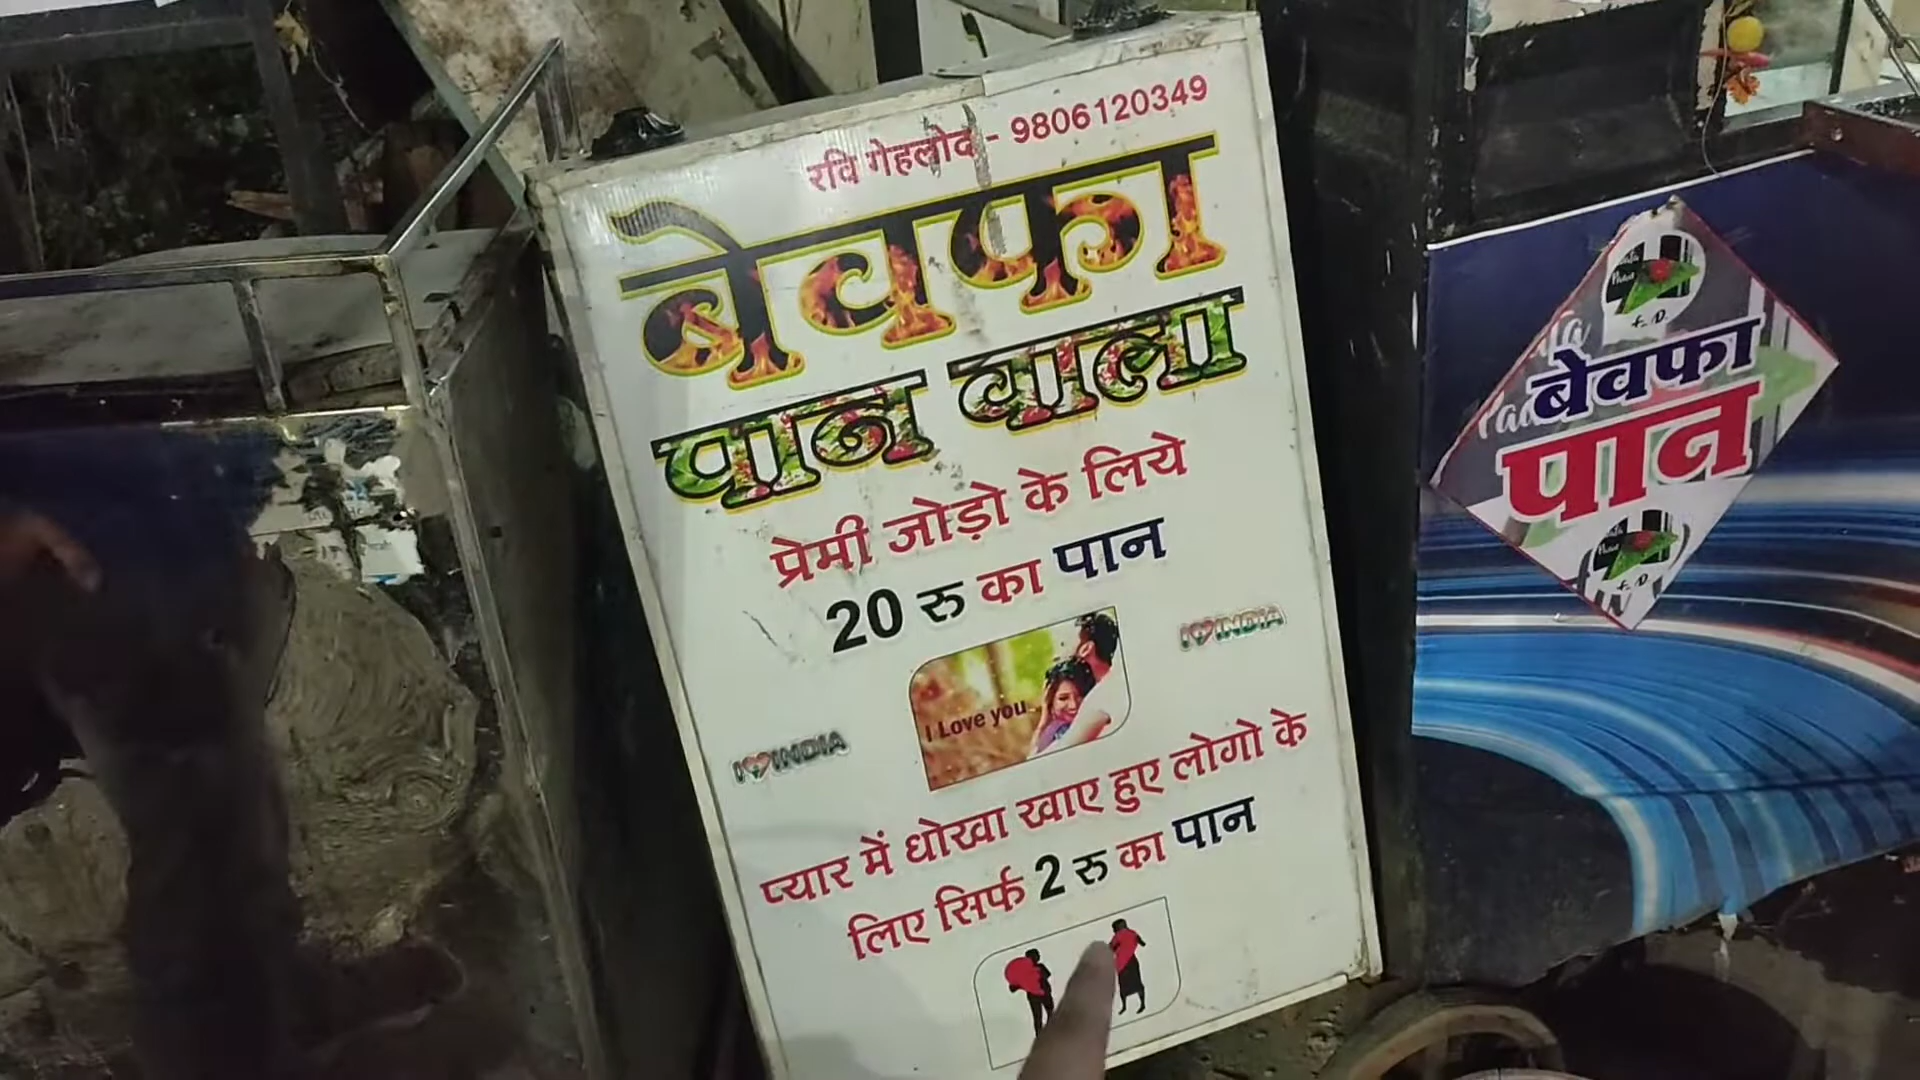 रवि गेहलोद - 9806120349
बेवफा
पान वाला
प्रेमी जोड़ो के लिये
20 रु का पान
I Love you
I ❤ INDIA
I ❤ INDIA
प्यार में धोखा खाए हुए लोगो के
लिए सिर्फ 2 रु का पान
बेवफा
पान